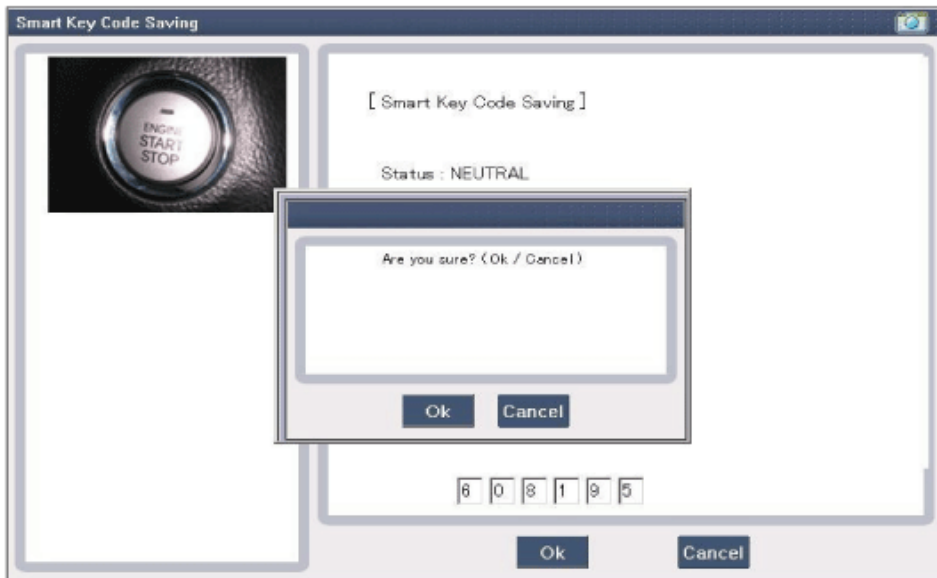 Smart Key Code Saving
ENGINE
START
STOP
[ Smart Key Code Saving ]
Status : NEUTRAL
Are you sure? ( Ok / Cancel )
Ok Cancel
6 0 8 1 9 5
Ok Cancel